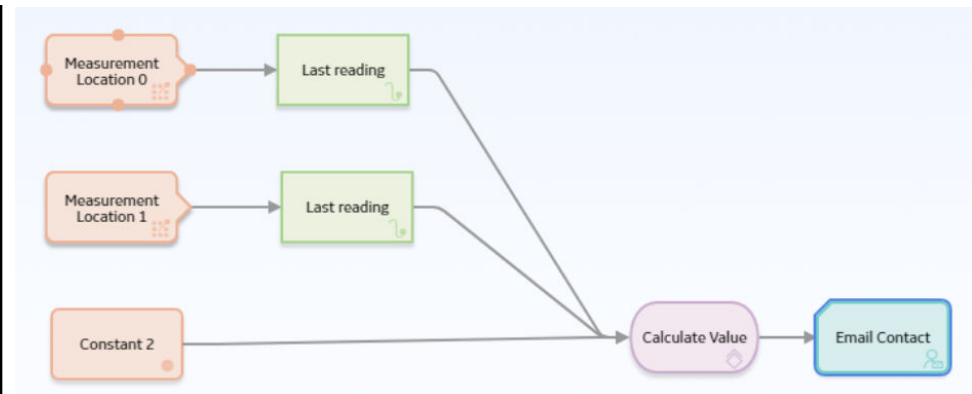 Measurement
Location 0
Last reading
Measurement
Location 1
Last reading
Constant 2
Calculate Value
Email Contact